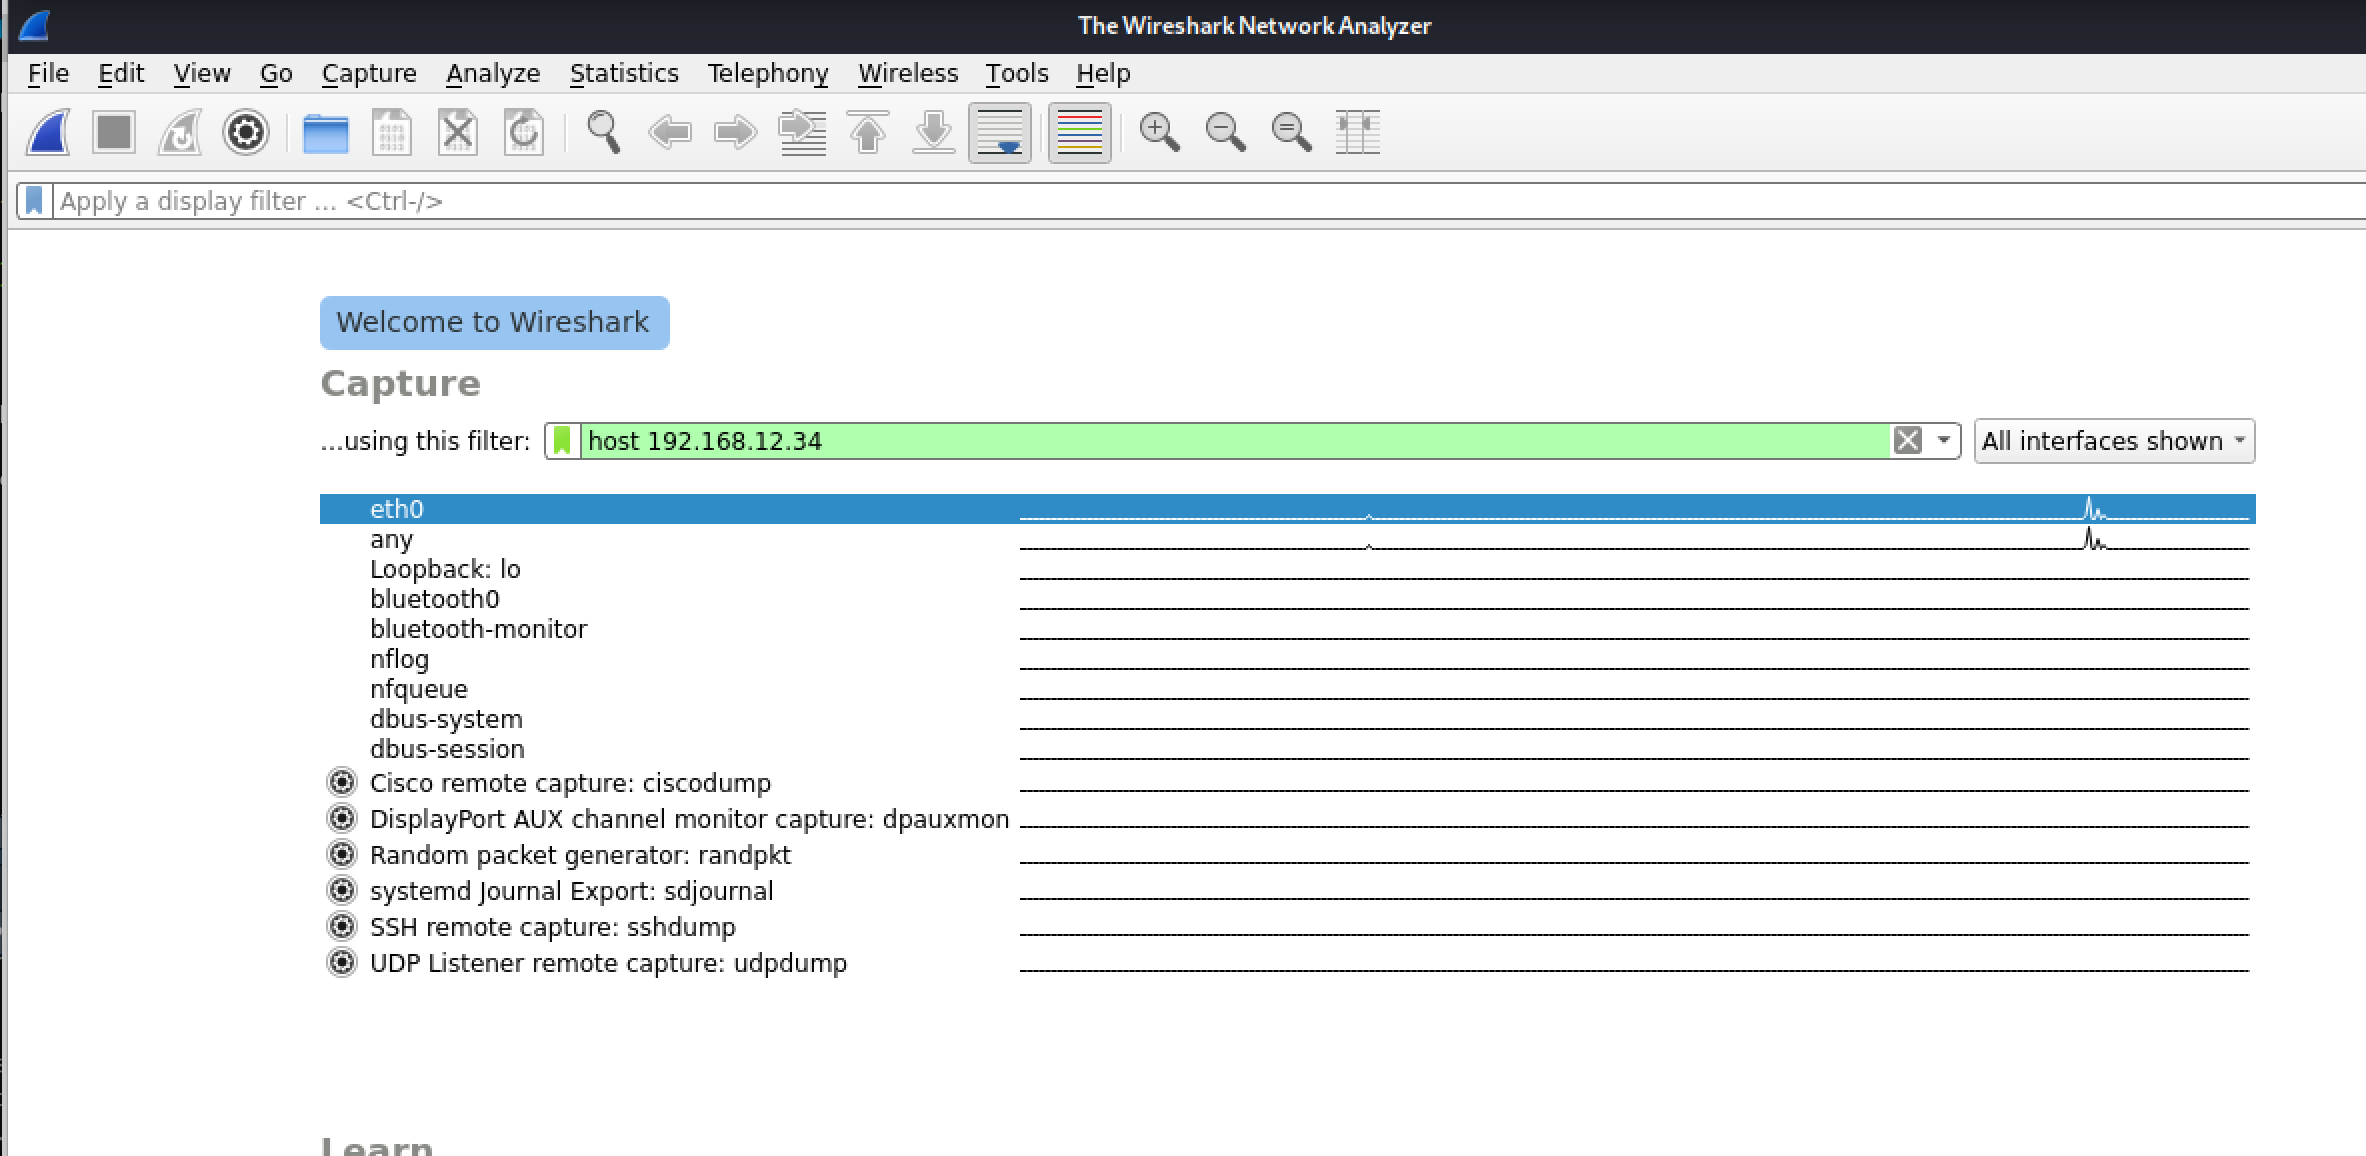 The Wireshark Network Analyzer
File Edit View Go Capture Analyze Statistics Telephony Wireless Tools Help
Apply a display filter ... <Ctrl-/>
Welcome to Wireshark
Capture
...using this filter: host 192.168.12.34 All interfaces shown
eth0
any
Loopback: lo
bluetooth0
bluetooth-monitor
nflog
nfqueue
dbus-system
dbus-session
Cisco remote capture: ciscodump
DisplayPort AUX channel monitor capture: dpauxmon
Random packet generator: randpkt
systemd Journal Export: sdjournal
SSH remote capture: sshdump
UDP Listener remote capture: udpdump
Learn